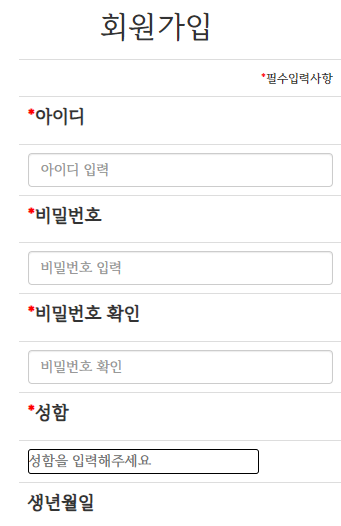 회원가입
*필수입력사항
*아이디
아이디 입력
*비밀번호
비밀번호 입력
*비밀번호 확인
비밀번호 확인
*성함
성함을 입력해주세요
생년월일